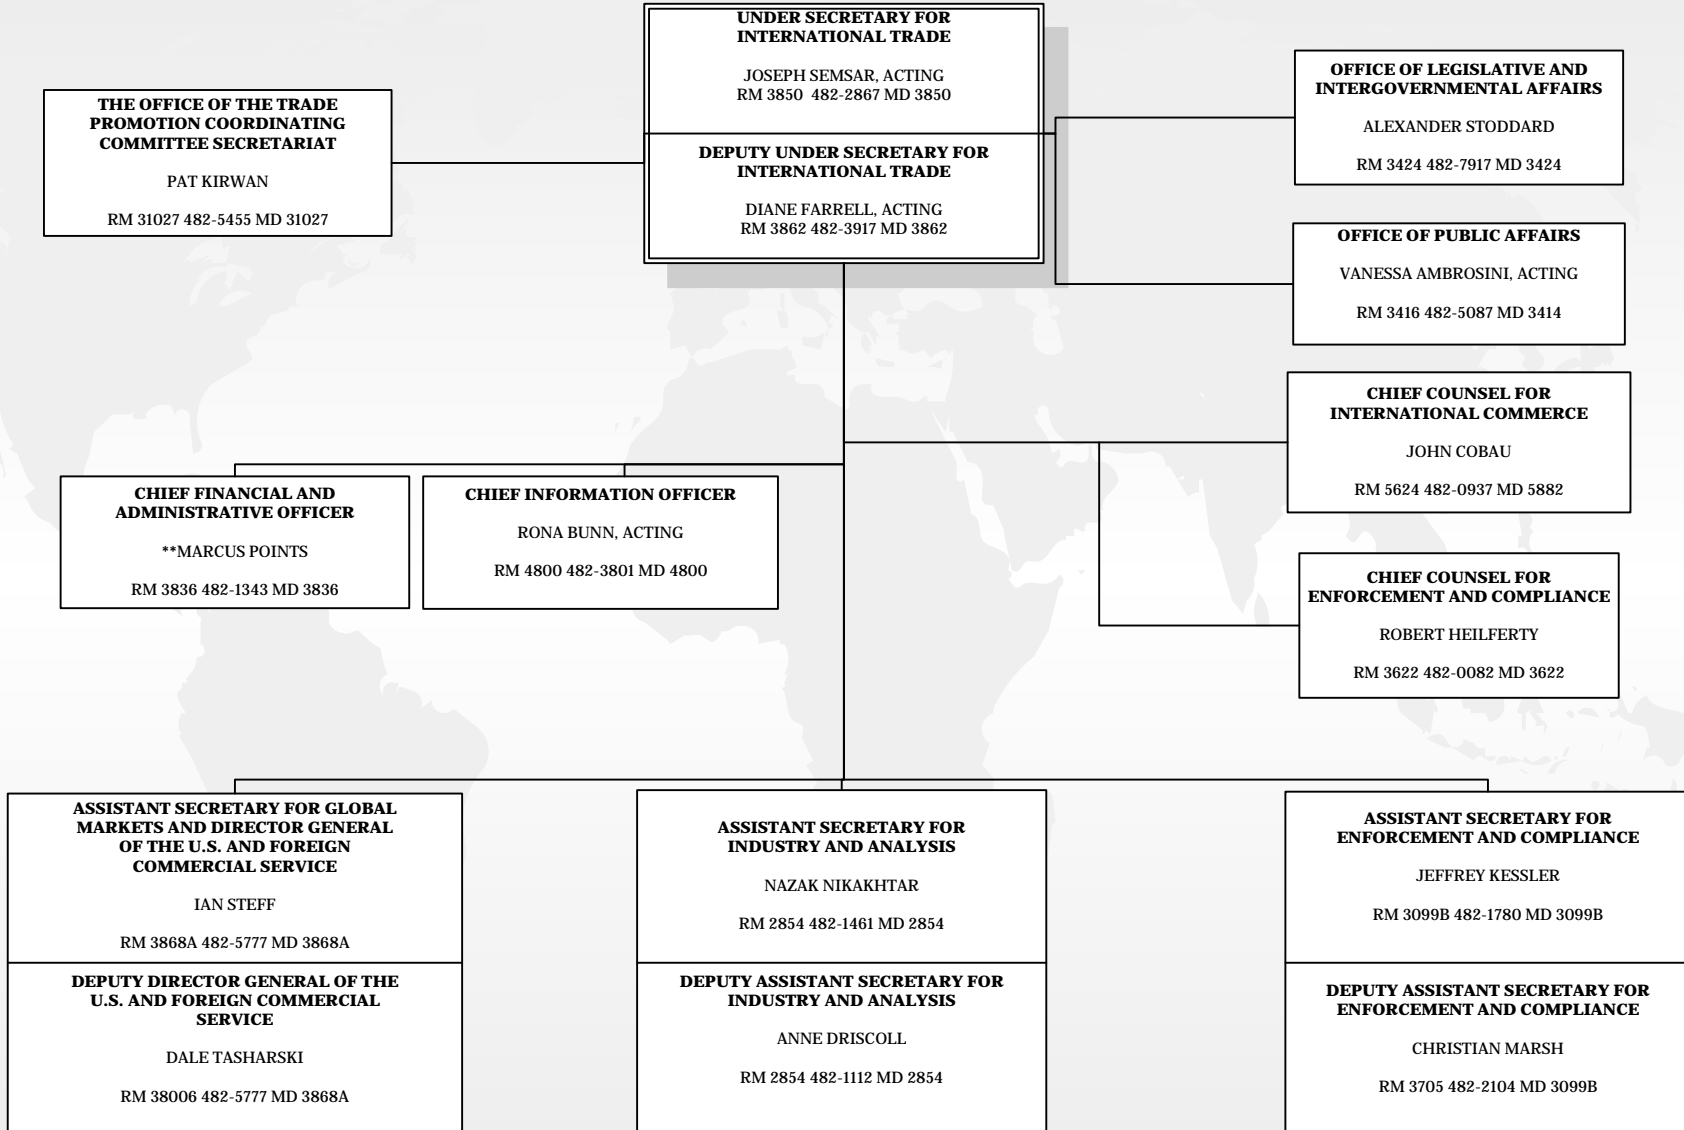 UNDER SECRETARY FOR
INTERNATIONAL TRADE
JOSEPH SEMSAR, ACTING
RM 3850 482-2867 MD 3850
DEPUTY UNDER SECRETARY FOR
INTERNATIONAL TRADE
DIANE FARRELL, ACTING
RM 3862 482-3917 MD 3862
THE OFFICE OF THE TRADE
PROMOTION COORDINATING
COMMITTEE SECRETARIAT
PAT KIRWAN
RM 31027 482-5455 MD 31027
OFFICE OF LEGISLATIVE AND
INTERGOVERNMENTAL AFFAIRS
ALEXANDER STODDARD
RM 3424 482-7917 MD 3424
OFFICE OF PUBLIC AFFAIRS
VANESSA AMBROSINI, ACTING
RM 3416 482-5087 MD 3414
CHIEF COUNSEL FOR
INTERNATIONAL COMMERCE
JOHN COBAU
RM 5624 482-0937 MD 5882
CHIEF FINANCIAL AND
ADMINISTRATIVE OFFICER
**MARCUS POINTS
RM 3836 482-1343 MD 3836
CHIEF INFORMATION OFFICER
RONA BUNN, ACTING
RM 4800 482-3801 MD 4800
CHIEF COUNSEL FOR
ENFORCEMENT AND COMPLIANCE
ROBERT HEILFERTY
RM 3622 482-0082 MD 3622
ASSISTANT SECRETARY FOR GLOBAL
MARKETS AND DIRECTOR GENERAL
OF THE U.S. AND FOREIGN
COMMERCIAL SERVICE
IAN STEFF
RM 3868A 482-5777 MD 3868A
DEPUTY DIRECTOR GENERAL OF THE
U.S. AND FOREIGN COMMERCIAL
SERVICE
DALE TASHARSKI
RM 38006 482-5777 MD 3868A
ASSISTANT SECRETARY FOR
INDUSTRY AND ANALYSIS
NAZAK NIKAKHTAR
RM 2854 482-1461 MD 2854
DEPUTY ASSISTANT SECRETARY FOR
INDUSTRY AND ANALYSIS
ANNE DRISCOLL
RM 2854 482-1112 MD 2854
ASSISTANT SECRETARY FOR
ENFORCEMENT AND COMPLIANCE
JEFFREY KESSLER
RM 3099B 482-1780 MD 3099B
DEPUTY ASSISTANT SECRETARY FOR
ENFORCEMENT AND COMPLIANCE
CHRISTIAN MARSH
RM 3705 482-2104 MD 3099B